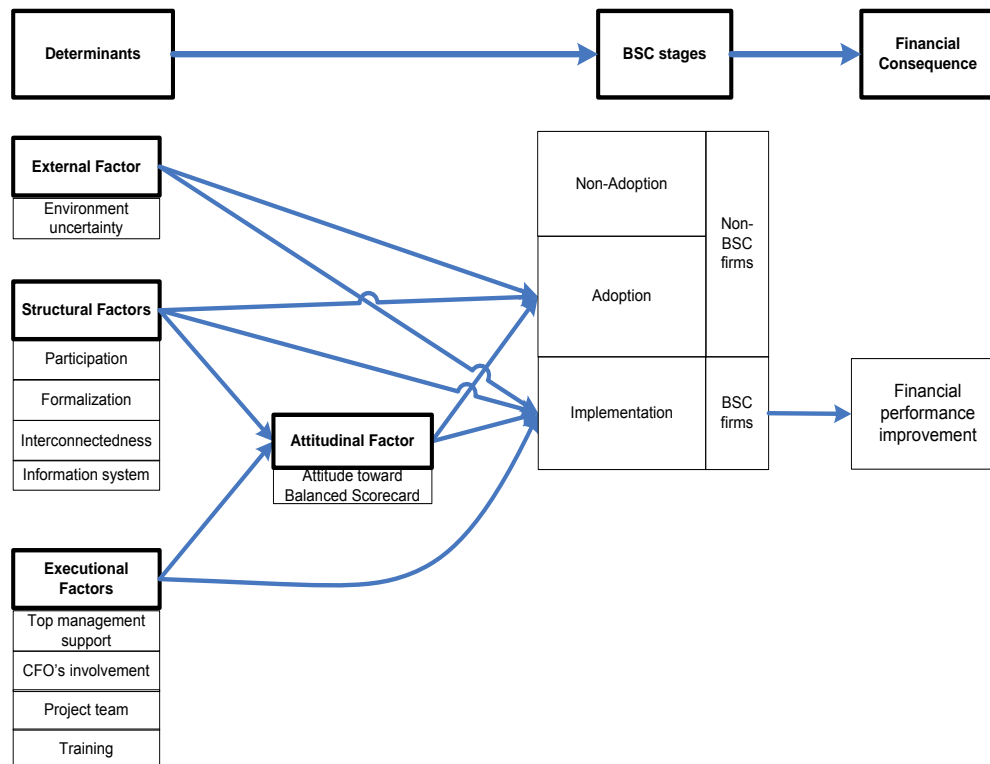 Determinants
BSC stages
Financial
Consequence
External Factor
Environment
uncertainty
Structural Factors
Participation
Formalization
Interconnectedness
Information system
Executional
Factors
Top management
support
CFO's involvement
Project team
Training
Attitudinal Factor
Attitude toward
Balanced Scorecard
Non-Adoption
Adoption
Implementation
Non-
BSC
firms
BSC
firms
Financial
performance
improvement